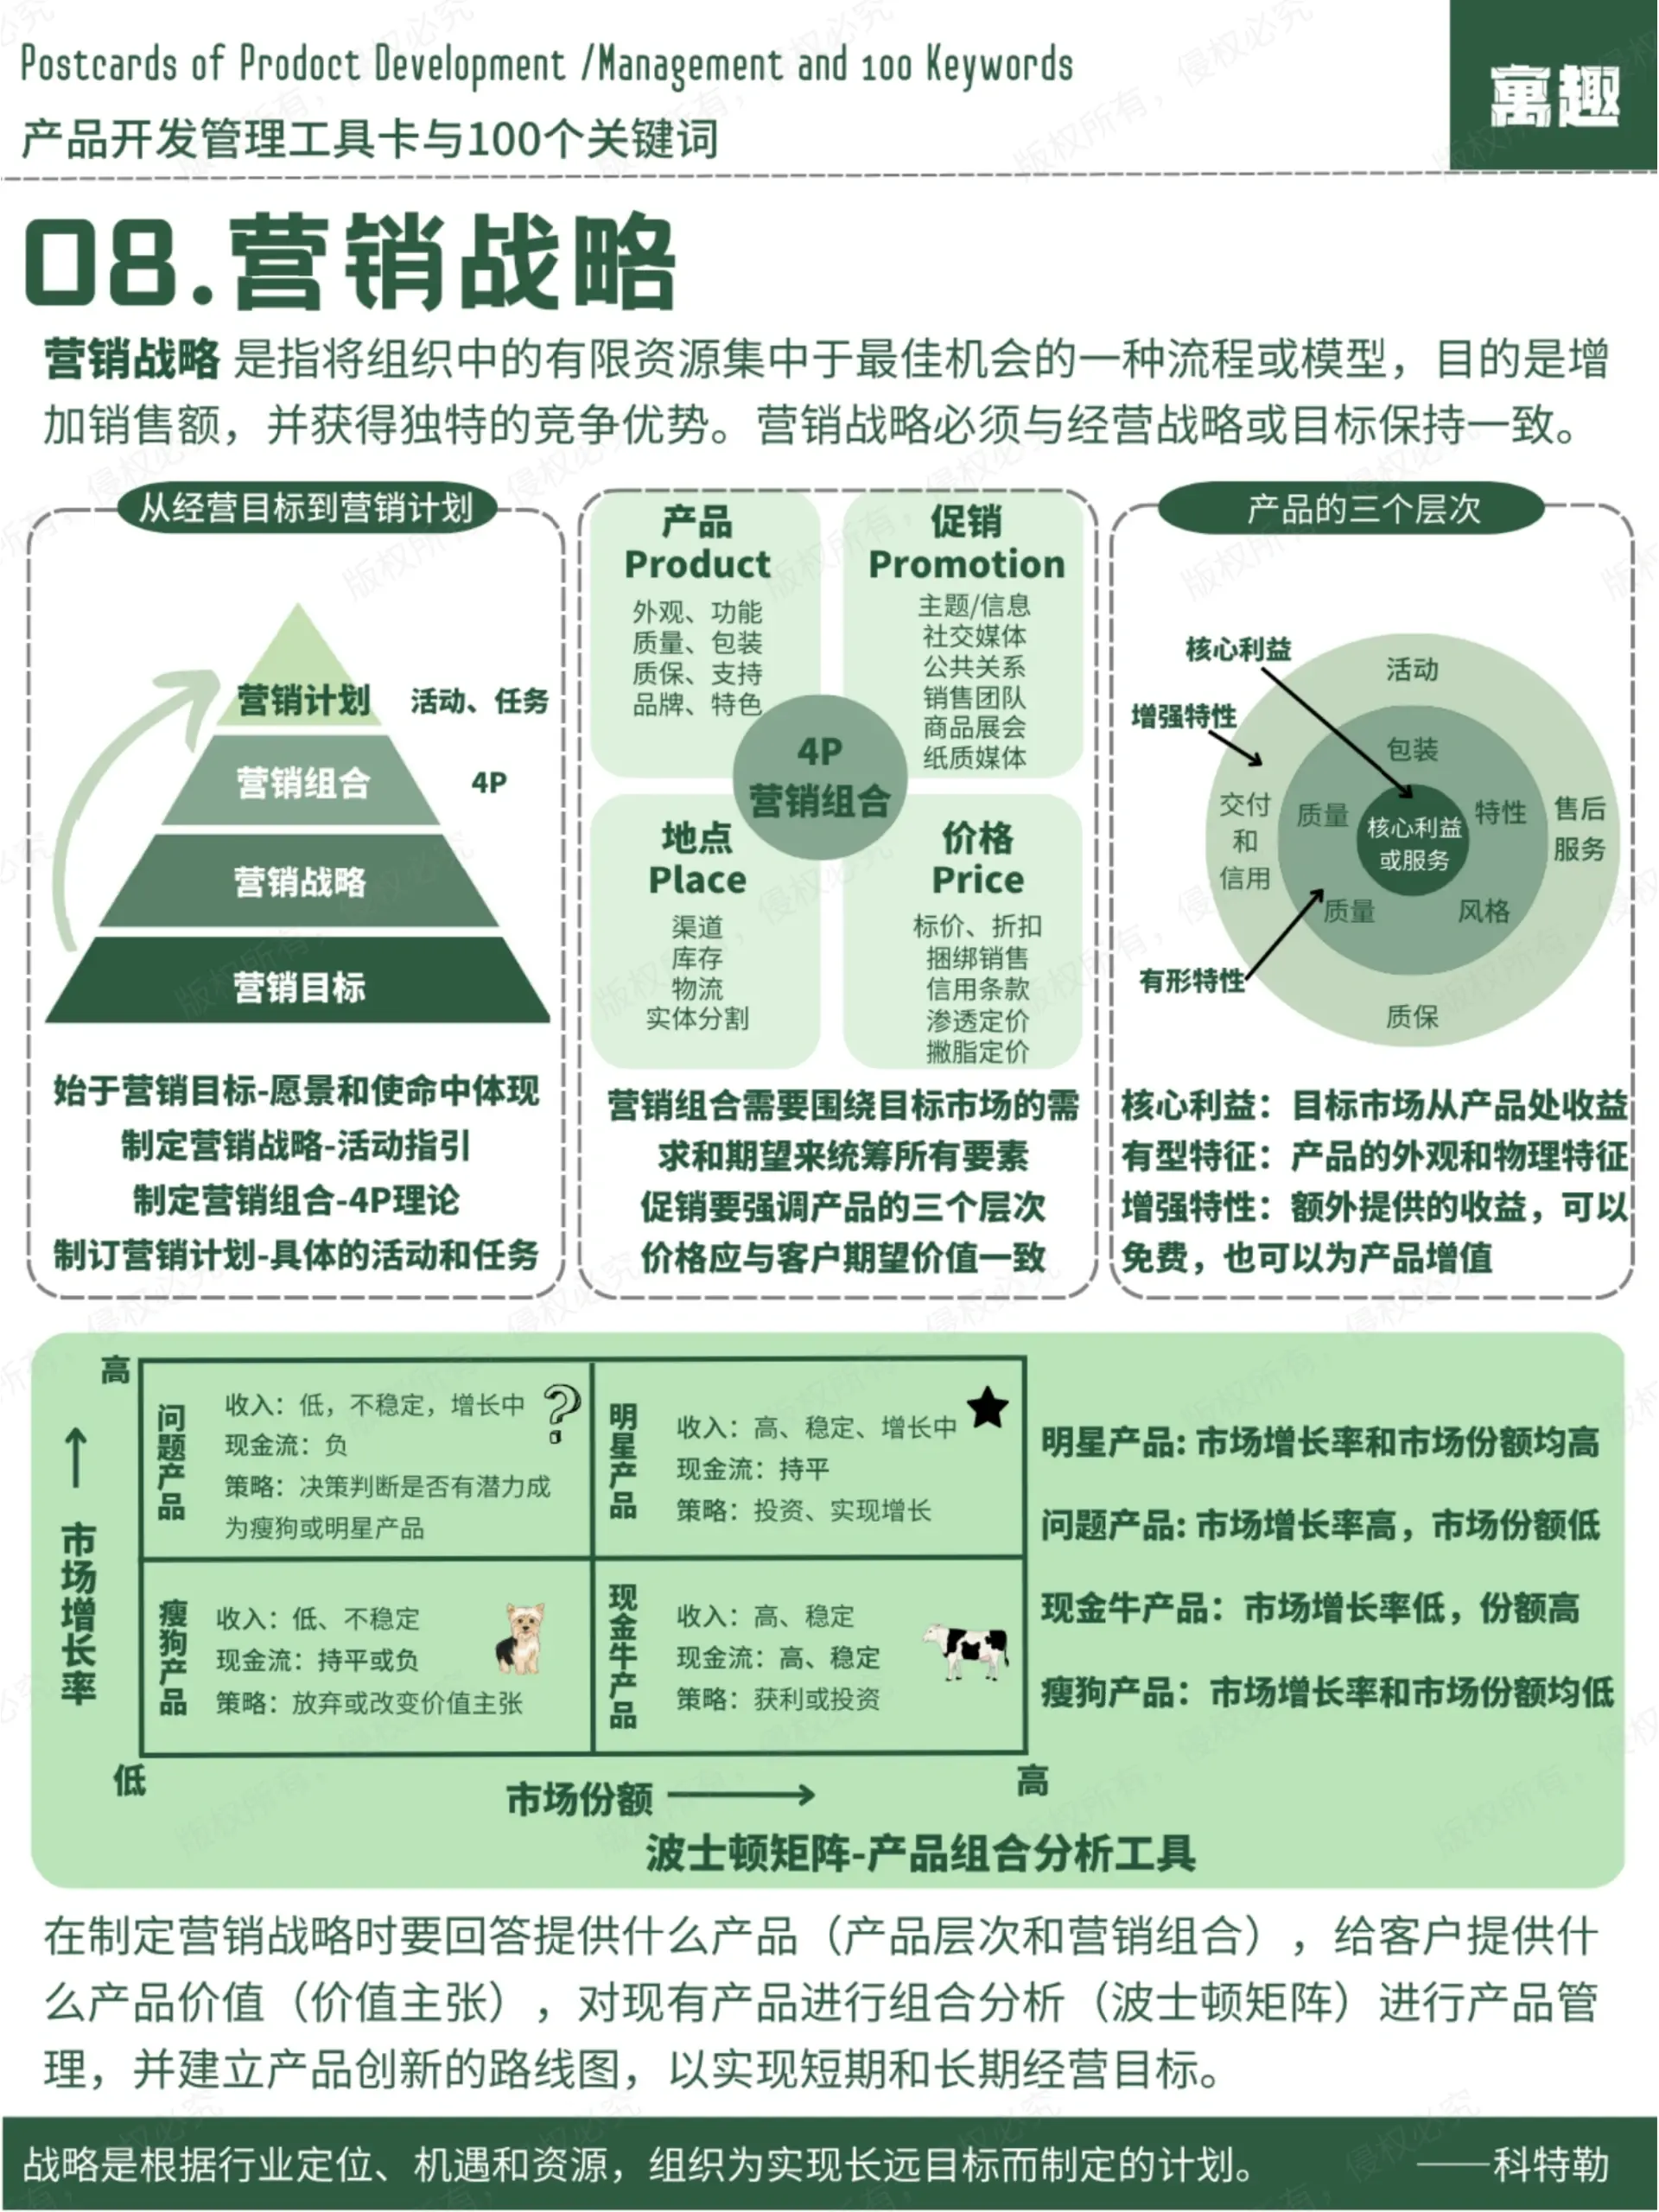 Postcards of Prodoct Development /Management and 100 Keywords
产品开发管理工具卡与100个关键词
寓趣
08.营销战略
营销战略 是指将组织中的有限资源集中于最佳机会的一种流程或模型，目的是增
加销售额，并获得独特的竞争优势。营销战略必须与经营战略或目标保持一致。
从经营目标到营销计划
营销计划 活动、任务
营销组合 4P
营销战略
营销目标
始于营销目标-愿景和使命中体现
制定营销战略-活动指引
制定营销组合-4P理论
制订营销计划-具体的活动和任务
产品
Product
外观、功能
质量、包装
质保、支持
品牌、特色
促销
Promotion
主题/信息
社交媒体
公共关系
销售团队
商品展会
纸质媒体
4P
营销组合
地点
Place
渠道
库存
物流
实体分割
价格
Price
标价、折扣
捆绑销售
信用条款
渗透定价
撇脂定价
营销组合需要围绕目标市场的需
求和期望来统筹所有要素
促销要强调产品的三个层次
价格应与客户期望价值一致
产品的三个层次
核心利益
增强特性
有形特性
活动
包装
交付
和
信用
质量
核心利益
或服务
特性
售后
服务
质量
风格
质保
核心利益：目标市场从产品处收益
有型特征：产品的外观和物理特征
增强特性：额外提供的收益，可以
免费，也可以为产品增值
高
市场增长率
问题产品
收入：低，不稳定，增长中
现金流：负
策略：决策判断是否有潜力成
为瘦狗或明星产品
明星产品
收入：高、稳定、增长中
现金流：持平
策略：投资、实现增长
瘦狗产品
收入：低、不稳定
现金流：持平或负
策略：放弃或改变价值主张
现金牛产品
收入：高、稳定
现金流：高、稳定
策略：获利或投资
低
市场份额
高
明星产品：市场增长率和市场份额均高
问题产品：市场增长率高，市场份额低
现金牛产品：市场增长率低，份额高
瘦狗产品：市场增长率和市场份额均低
波士顿矩阵-产品组合分析工具
在制定营销战略时要回答提供什么产品（产品层次和营销组合），给客户提供什
么产品价值（价值主张），对现有产品进行组合分析（波士顿矩阵）进行产品管
理，并建立产品创新的路线图，以实现短期和长期经营目标。
战略是根据行业定位、机遇和资源，组织为实现长远目标而制定的计划。 ——科特勒
版权所有，侵权必究